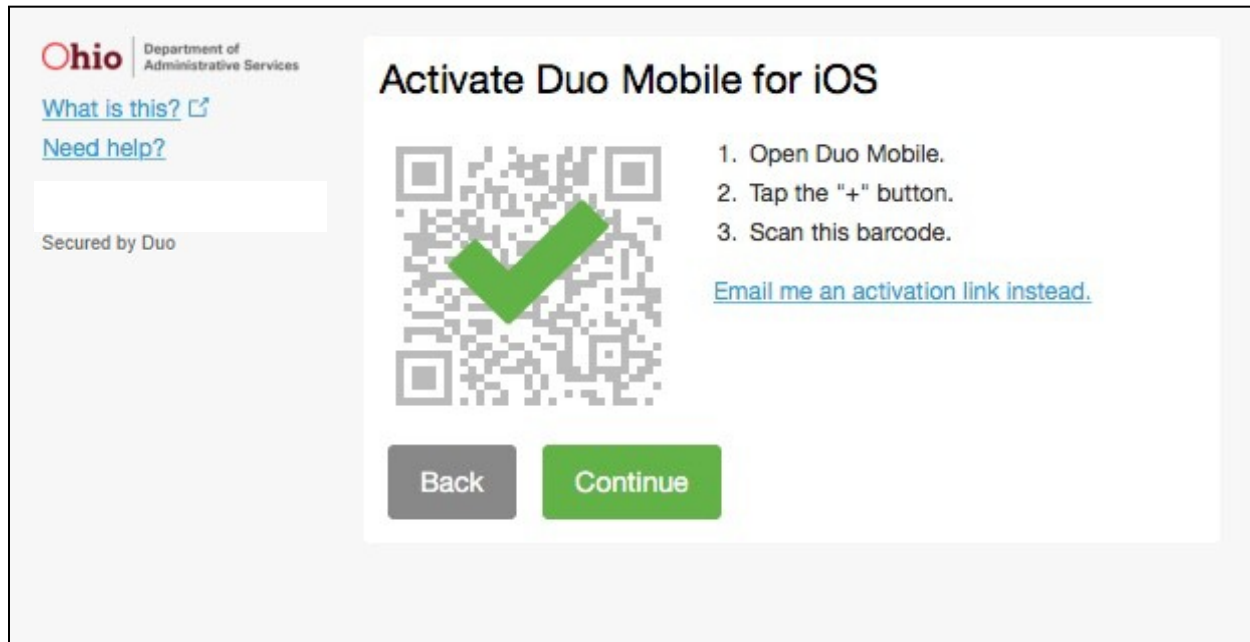 Ohio
Department of
Administrative Services
What is this?
Need help?
Secured by Duo
Activate Duo Mobile for iOS
1. Open Duo Mobile.
2. Tap the "+" button.
3. Scan this barcode.
Email me an activation link instead.
Back
Continue